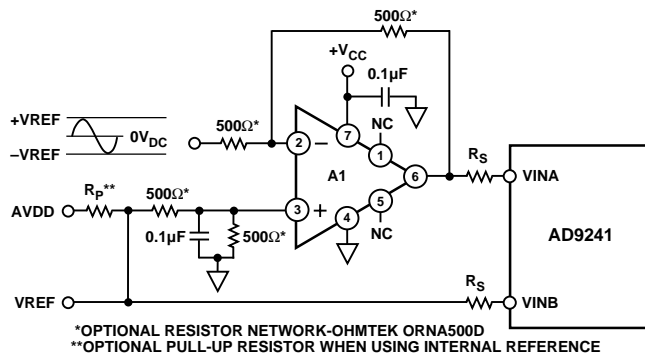 500Ω*
+VCC
0.1µF
+VREF
0VDC
–VREF
500Ω*
2
–
7
NC
1
A1
6
RS
VINA
RP**
AVDD
500Ω*
3
+
4
5
NC
0.1µF
500Ω*
AD9241
VREF
RS
VINB
*OPTIONAL RESISTOR NETWORK-OHMTEK ORNA500D
**OPTIONAL PULL-UP RESISTOR WHEN USING INTERNAL REFERENCE